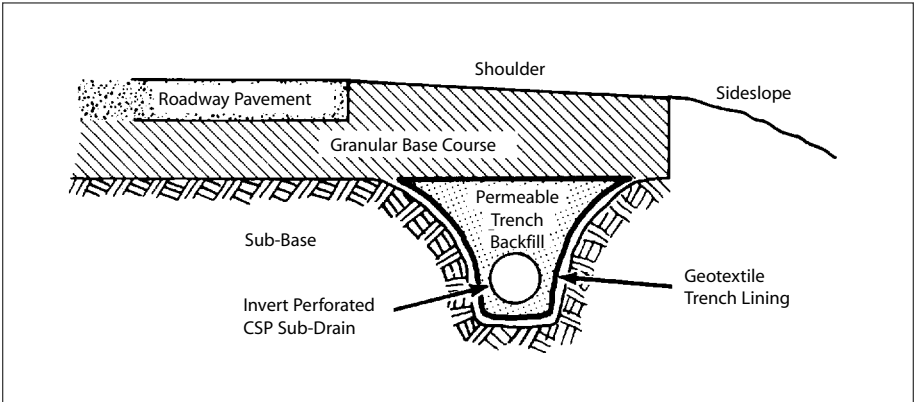 Shoulder
Sideslope
Roadway Pavement
Granular Base Course
Permeable
Trench
Backfill
Sub-Base
Geotextile
Trench Lining
Invert Perforated
CSP Sub-Drain